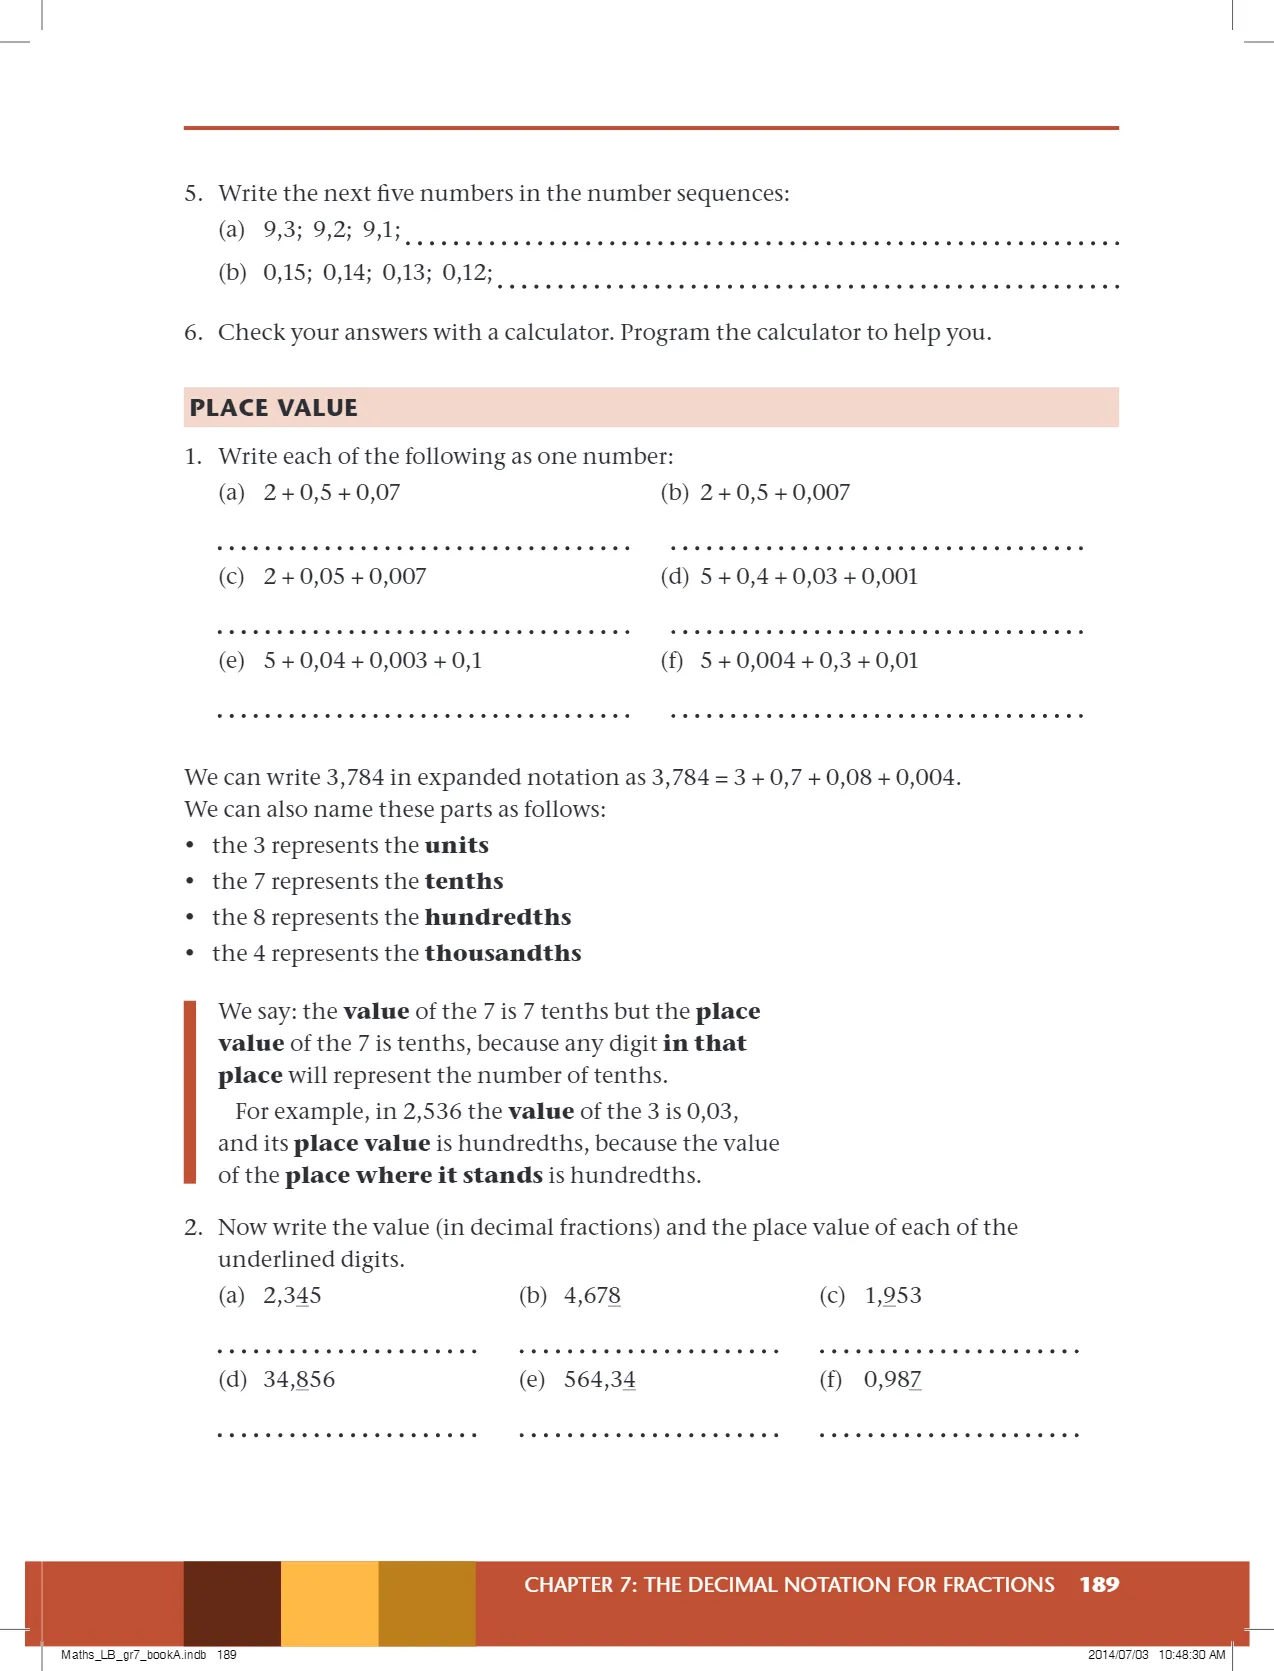 5. Write the next five numbers in the number sequences:
(a) 9,3; 9,2; 9,1;
(b) 0,15; 0,14; 0,13; 0,12;
6. Check your answers with a calculator. Program the calculator to help you.
PLACE VALUE
1. Write each of the following as one number:
(a) 2 + 0,5 + 0,07 (b) 2 + 0,5 + 0,007
(c) 2 + 0,05 + 0,007 (d) 5 + 0,4 + 0,03 + 0,001
(e) 5 + 0,04 + 0,003 + 0,1 (f) 5 + 0,004 + 0,3 + 0,01
We can write 3,784 in expanded notation as 3,784 = 3 + 0,7 + 0,08 + 0,004.
We can also name these parts as follows:
• the 3 represents the units
• the 7 represents the tenths
• the 8 represents the hundredths
• the 4 represents the thousandths
We say: the value of the 7 is 7 tenths but the place
value of the 7 is tenths, because any digit in that
place will represent the number of tenths.
For example, in 2,536 the value of the 3 is 0,03,
and its place value is hundredths, because the value
of the place where it stands is hundredths.
2. Now write the value (in decimal fractions) and the place value of each of the
underlined digits.
(a) 2,345 (b) 4,678 (c) 1,953
(d) 34,856 (e) 564,34 (f) 0,987
CHAPTER 7: THE DECIMAL NOTATION FOR FRACTIONS 189
Maths_LB_gr7_bookA.indb 189 2014/07/03 10:48:30 AM